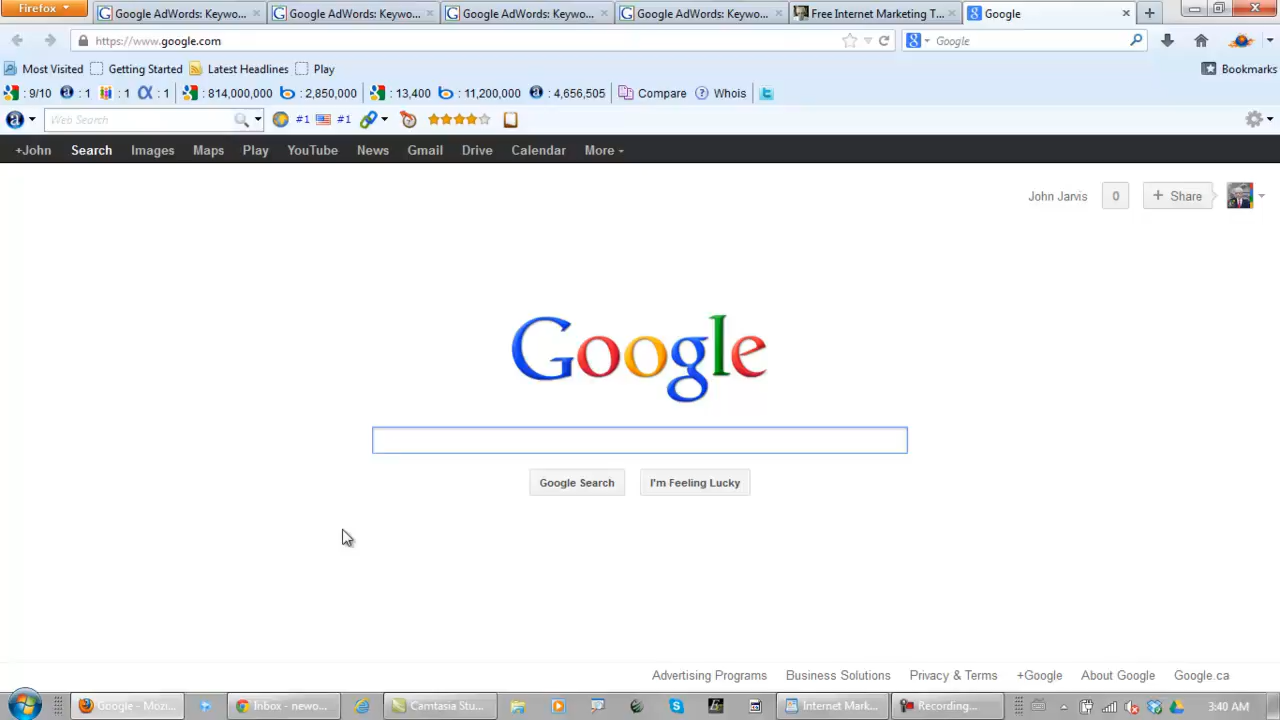 Firefox
Google AdWords: Keywo...
Google AdWords: Keywo...
Google AdWords: Keywo...
Google AdWords: Keywo...
Free Internet Marketing T...
Google
https://www.google.com
Google
Most Visited
Getting Started
Latest Headlines
Play
Bookmarks
: 9/10
: 1
: 1
: 1
: 814,000,000
: 2,850,000
: 13,400
: 11,200,000
: 4,656,505
Compare
Whois
Web Search
#1
#1
+John
Search
Images
Maps
Play
YouTube
News
Gmail
Drive
Calendar
More
John Jarvis
0
+ Share
Google
Google Search
I'm Feeling Lucky
Advertising Programs
Business Solutions
Privacy & Terms
+Google
About Google
Google.ca
Google - Mozi...
Inbox - newo...
Camtasia Stu...
Internet Mark...
Recording...
3:40 AM